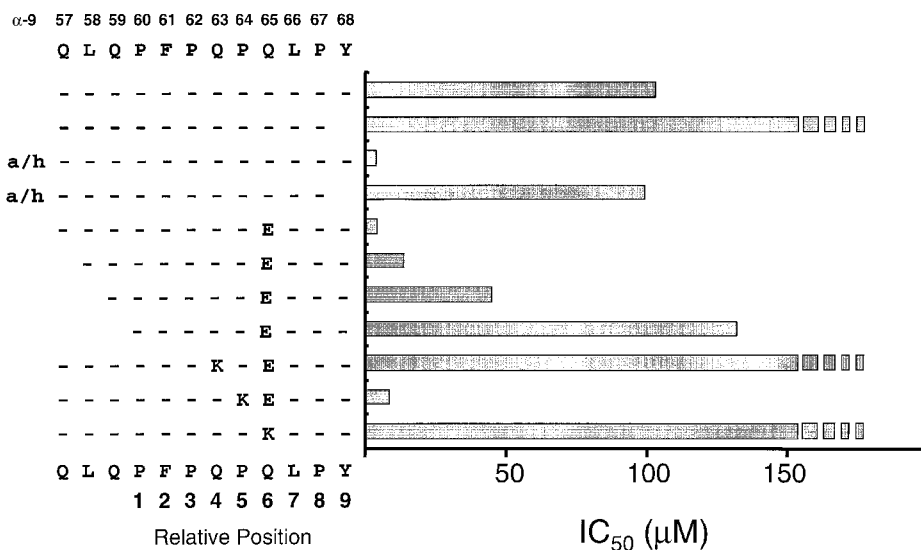 α-9 57 58 59 60 61 62 63 64 65 66 67 68
Q L Q P F P Q P Q L P Y
– – – – – – – – – – – –
– – – – – – – – – – –
a/h – – – – – – – – – – – –
a/h – – – – – – – – – – –
– – – – – – – – E – – –
– – – – – – – E – – –
– – – – – – E – – –
– – – – – E – – –
– – – – – – K – E – – –
– – – – – – – K E – – –
– – – – – – – – K – – –
Q L Q P F P Q P Q L P Y
1 2 3 4 5 6 7 8 9
50 100 150
Relative Position
IC50 (µM)